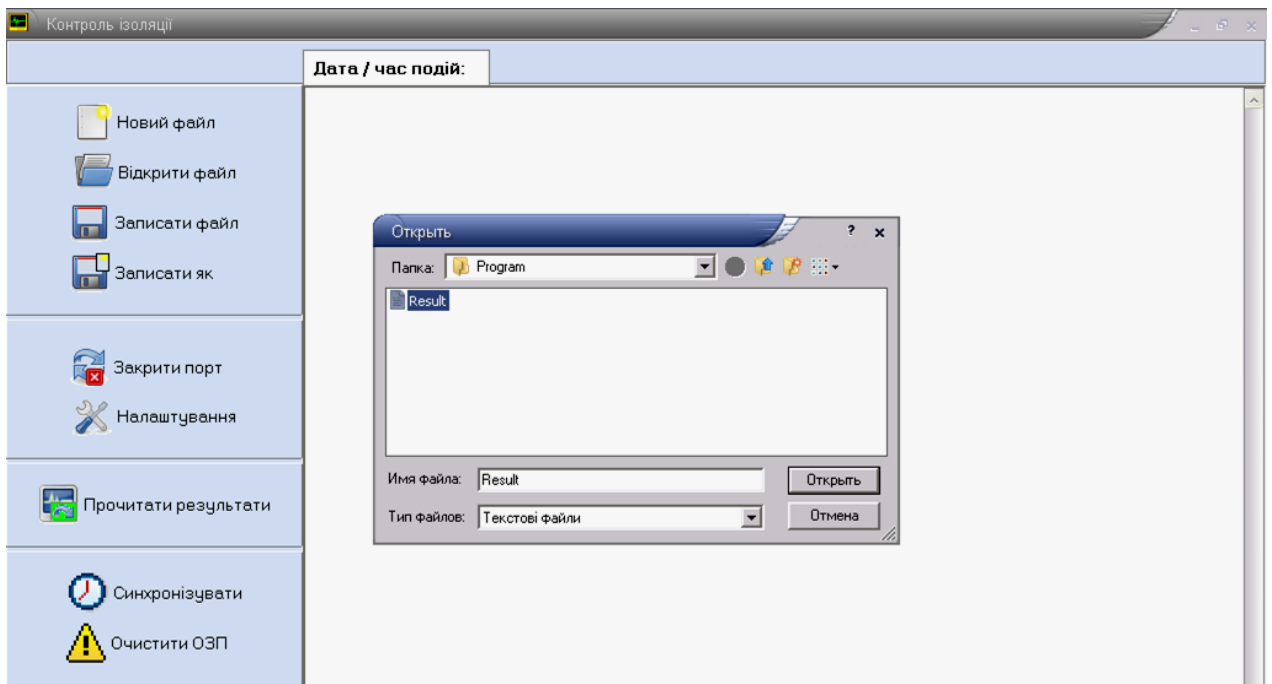 Контроль ізоляції
Дата / час подій:
Новий файл
Відкрити файл
Записати файл
Записати як
Закрити порт
Налаштування
Прочитати результати
Синхронізувати
Очистити ОЗП
Открыть
Папка: Program
Result
Имя файла: Result
Открыть
Тип файлов: Текстові файли
Отмена